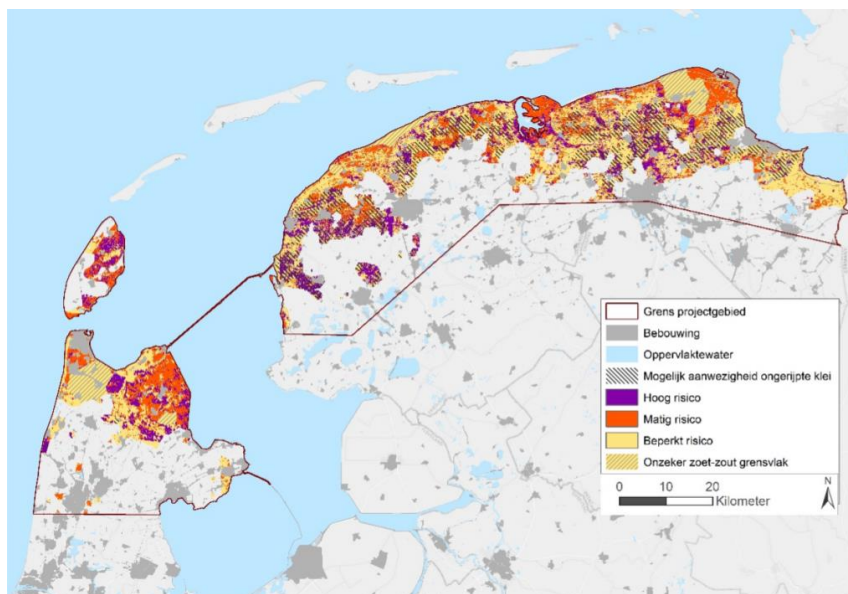 Grens projectgebied
Bebouwing
Oppervlaktewater
Mogelijk aanwezigheid ongerijpte klei
Hoog risico
Matig risico
Beperkt risico
Onzeker zoet-zout grensvlak
N
0 10 20
Kilometer